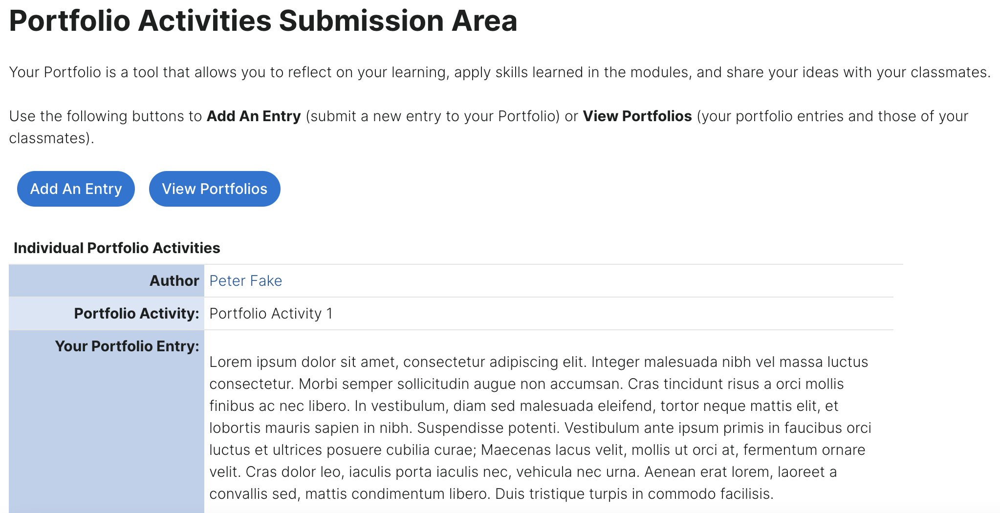 Portfolio Activities Submission Area
Your Portfolio is a tool that allows you to reflect on your learning, apply skills learned in the modules, and share your ideas with your classmates.
Use the following buttons to Add An Entry (submit a new entry to your Portfolio) or View Portfolios (your portfolio entries and those of your
classmates).
Add An Entry View Portfolios
Individual Portfolio Activities
Author Peter Fake
Portfolio Activity: Portfolio Activity 1
Your Portfolio Entry:
Lorem ipsum dolor sit amet, consectetur adipiscing elit. Integer malesuada nibh vel massa luctus
consectetur. Morbi semper sollicitudin augue non accumsan. Cras tincidunt risus a orci mollis
finibus ac nec libero. In vestibulum, diam sed malesuada eleifend, tortor neque mattis elit, et
lobortis mauris sapien in nibh. Suspendisse potenti. Vestibulum ante ipsum primis in faucibus orci
luctus et ultrices posuere cubilia curae; Maecenas lacus velit, mollis ut orci at, fermentum ornare
velit. Cras dolor leo, iaculis porta iaculis nec, vehicula nec urna. Aenean erat lorem, laoreet a
convallis sed, mattis condimentum libero. Duis tristique turpis in commodo facilisis.